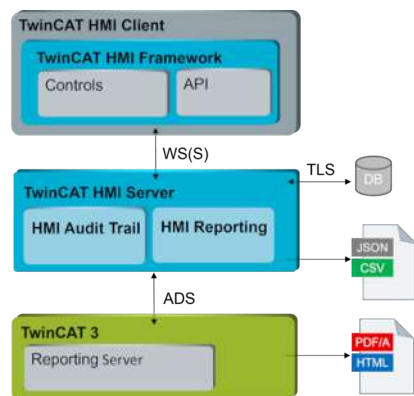 TwinCAT HMI Client
TwinCAT HMI Framework
Controls
API
WS(S)
TLS
DB
TwinCAT HMI Server
HMI Audit Trail
HMI Reporting
JSON
CSV
ADS
TwinCAT 3
Reporting Server
PDF/A
HTML